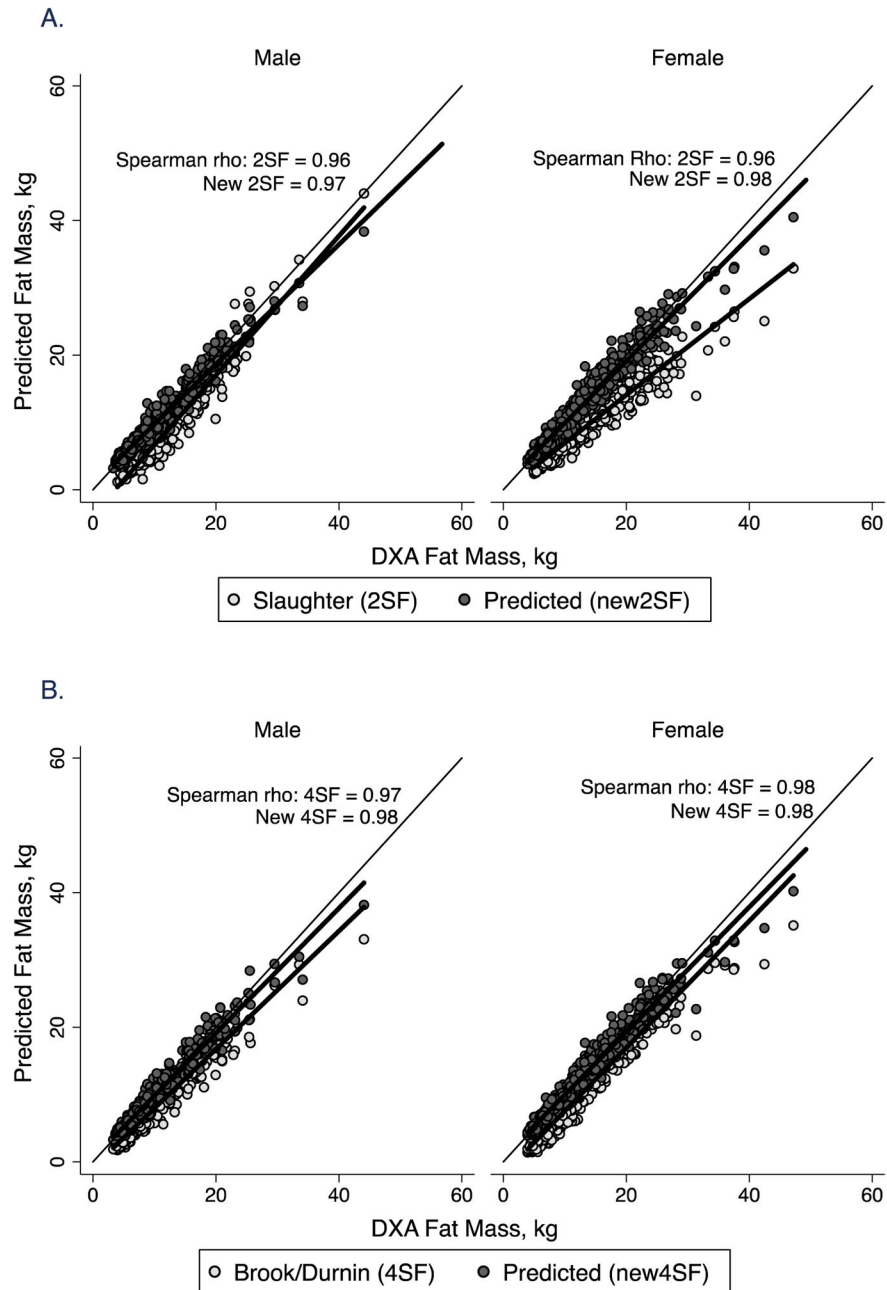 A.
Male
Female
Spearman rho: 2SF = 0.96
New 2SF = 0.97
Spearman Rho: 2SF = 0.96
New 2SF = 0.98
Predicted Fat Mass, kg
60
40
20
0
0 20 40 60
0 20 40 60
DXA Fat Mass, kg
Slaughter (2SF)
Predicted (new2SF)
B.
Male
Female
Spearman rho: 4SF = 0.97
New 4SF = 0.98
Spearman rho: 4SF = 0.98
New 4SF = 0.98
Predicted Fat Mass, kg
60
40
20
0
0 20 40 60
0 20 40 60
DXA Fat Mass, kg
Brook/Durnin (4SF)
Predicted (new4SF)